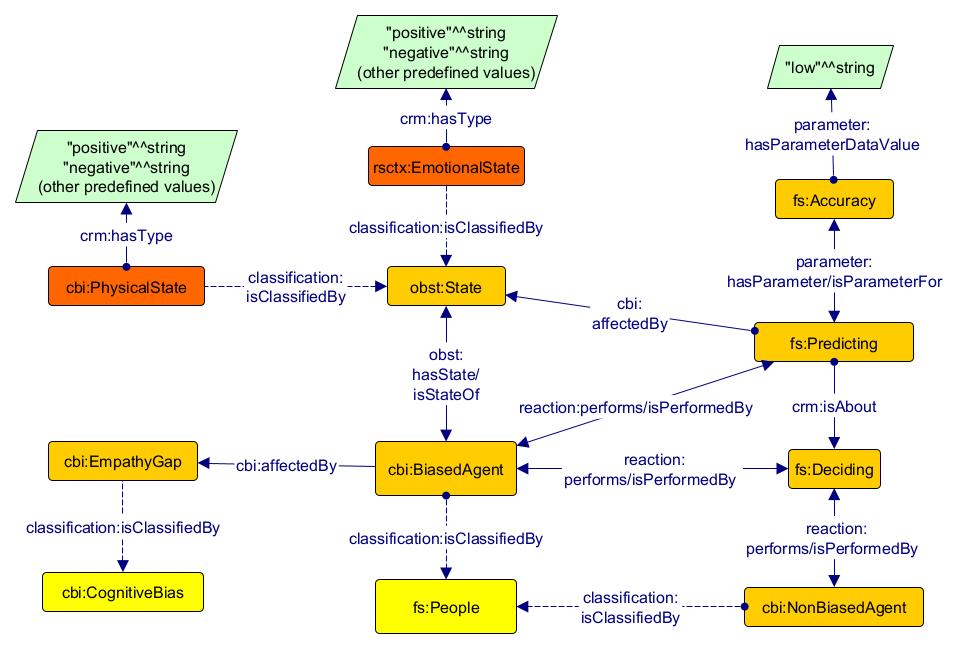 "positive"^^string
"negative"^^string
(other predefined values)
"low"^^string
crm:hasType
parameter:
hasParameterDataValue
"positive"^^string
"negative"^^string
(other predefined values)
rsctx:EmotionalState
fs:Accuracy
crm:hasType
classification:isClassifiedBy
parameter:
hasParameter/isParameterFor
cbi:PhysicalState
classification:
isClassifiedBy
obst:State
cbi:
affectedBy
fs:Predicting
obst:
hasState/
isStateOf
reaction:performs/isPerformedBy
crm:isAbout
cbi:EmpathyGap
cbi:affectedBy
cbi:BiasedAgent
reaction:
performs/isPerformedBy
fs:Deciding
classification:isClassifiedBy
classification:isClassifiedBy
reaction:
performs/isPerformedBy
cbi:CognitiveBias
fs:People
classification:
isClassifiedBy
cbi:NonBiasedAgent